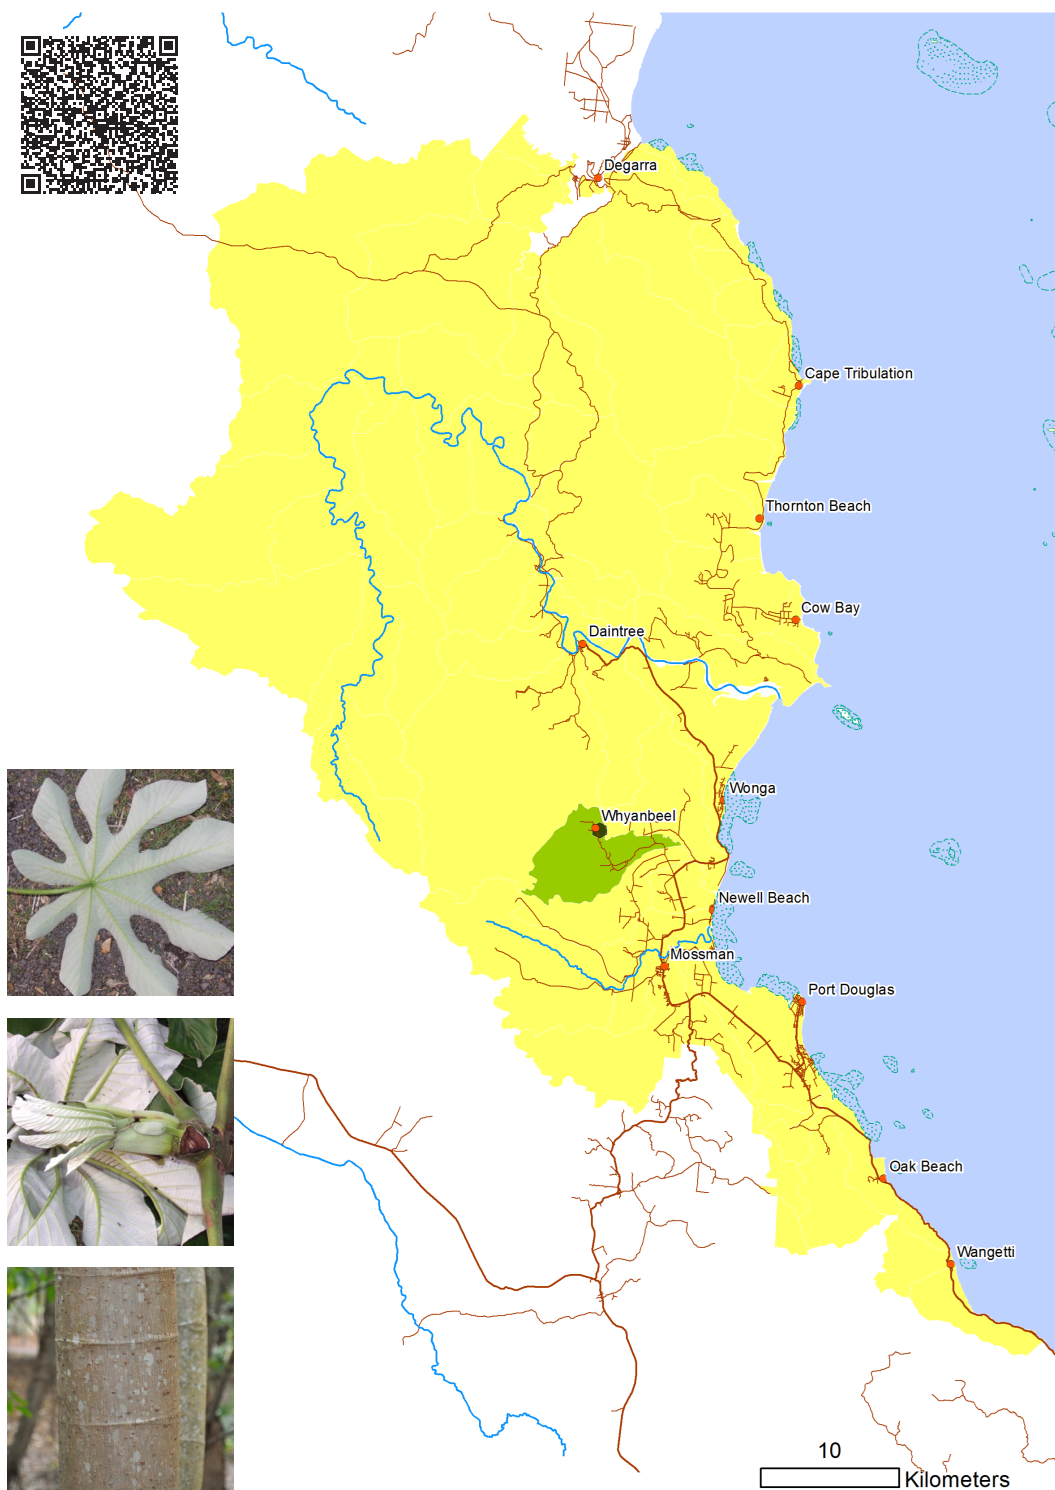 Degarra
Cape Tribulation
Thornton Beach
Cow Bay
Daintree
Wonga
Whyanbeel
Newell Beach
Mossman
Port Douglas
Oak Beach
Wangetti
10
Kilometers